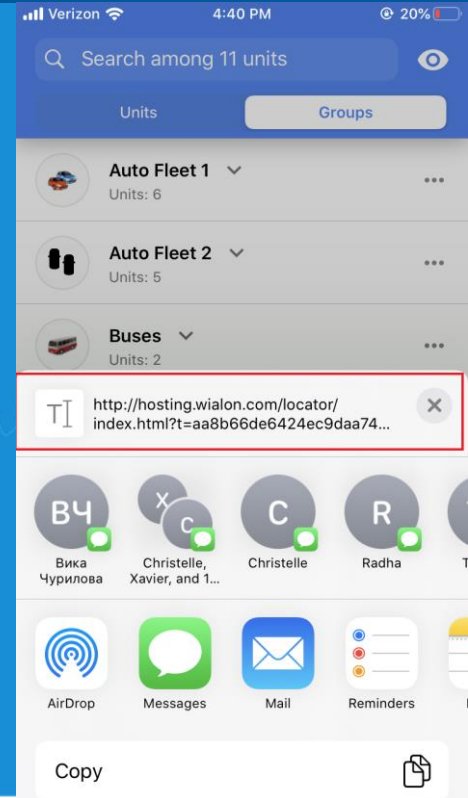 Verizon
4:40 PM
20%
Search among 11 units
Units
Groups
Auto Fleet 1
Units: 6
Auto Fleet 2
Units: 5
Buses
Units: 2
http://hosting.wialon.com/locator/
index.html?t=aa8b66de6424ec9daa74...
ВЧ
X
C
C
R
Вика
Чурилова
Christelle,
Xavier, and 1...
Christelle
Radha
AirDrop
Messages
Mail
Reminders
Copy